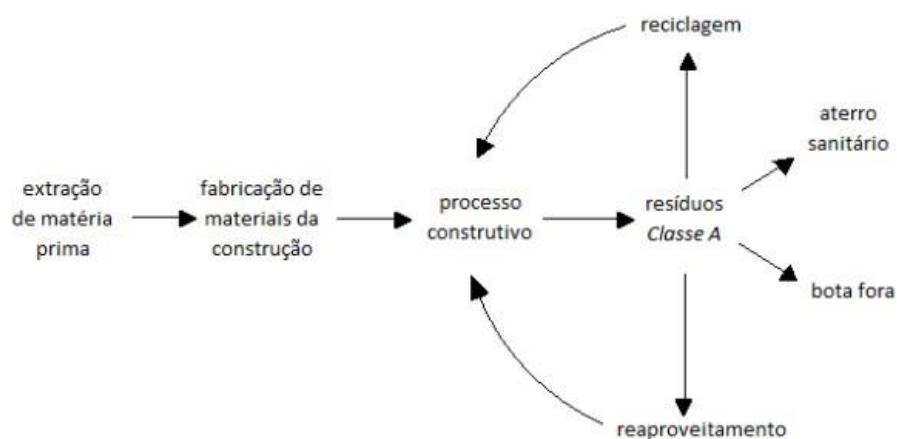 reciclagem
aterro
sanitário
extração
de matéria
prima
fabricação de
materiais da
construção
processo
construtivo
resíduos
Classe A
bota fora
reaproveitamento